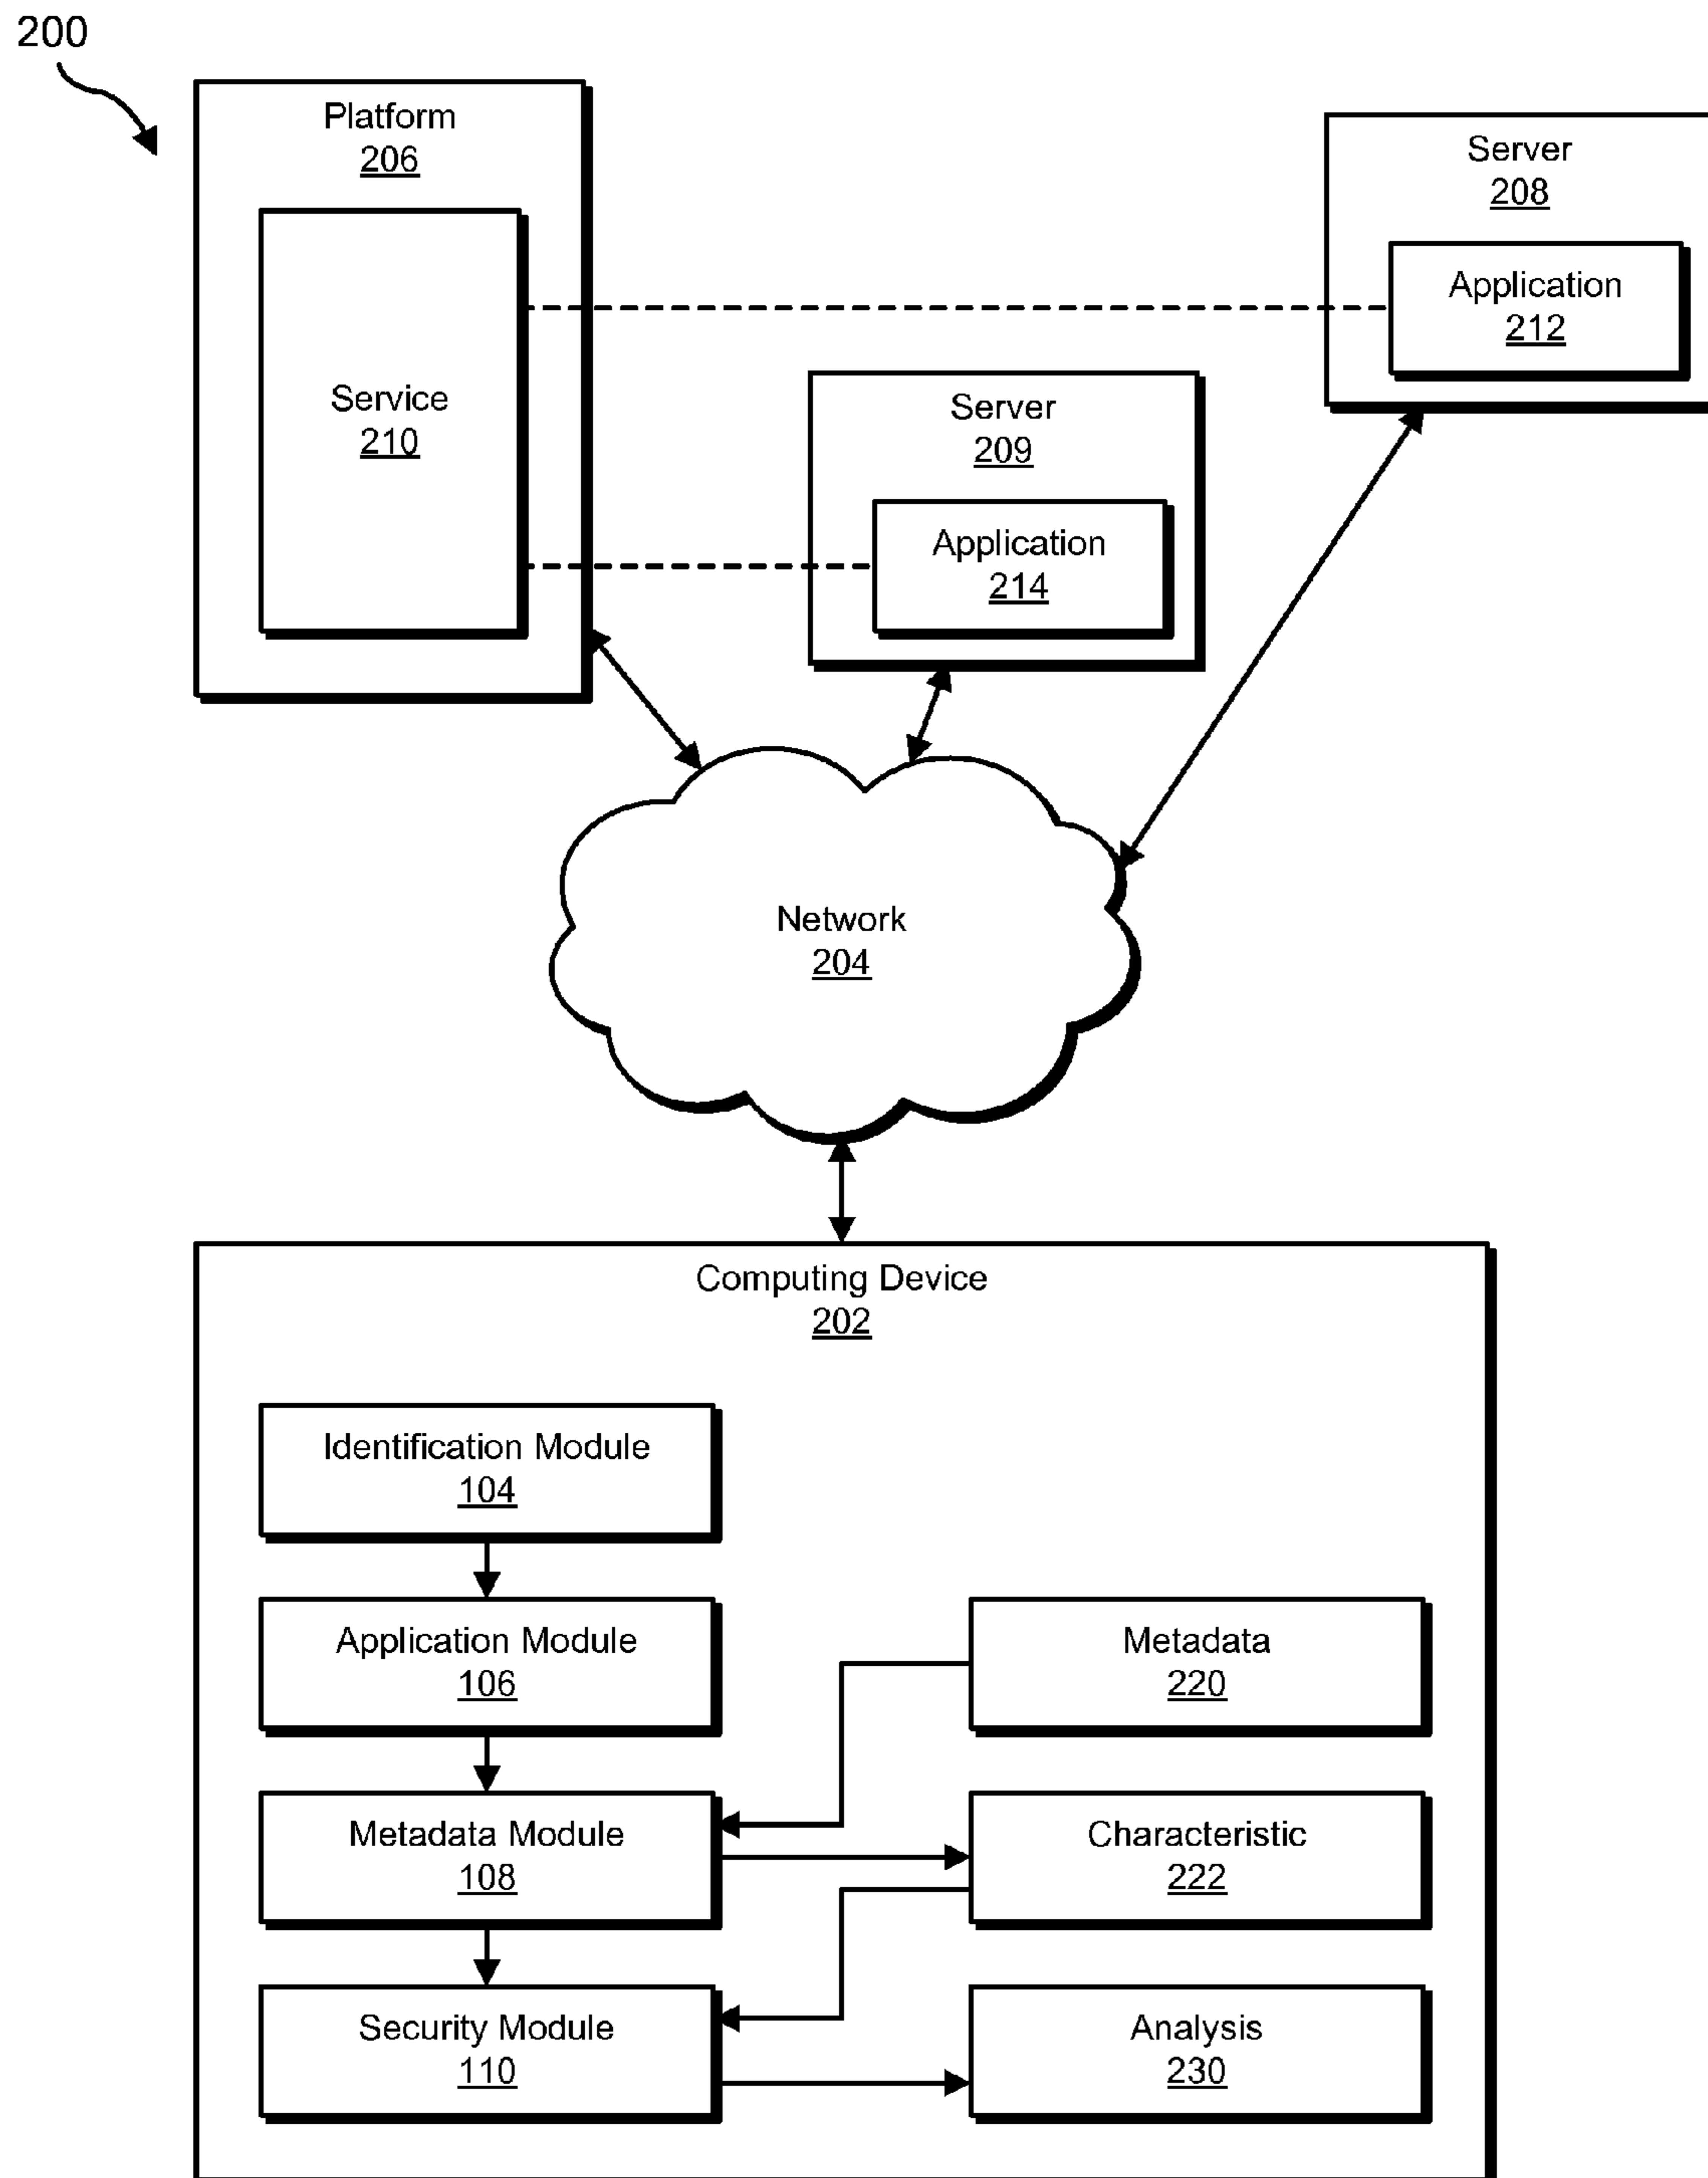 200
Platform
206
Server
208
Application
212
Service
210
Server
209
Application
214
Network
204
Computing Device
202
Identification Module
104
Application Module
106
Metadata
220
Metadata Module
108
Characteristic
222
Security Module
110
Analysis
230